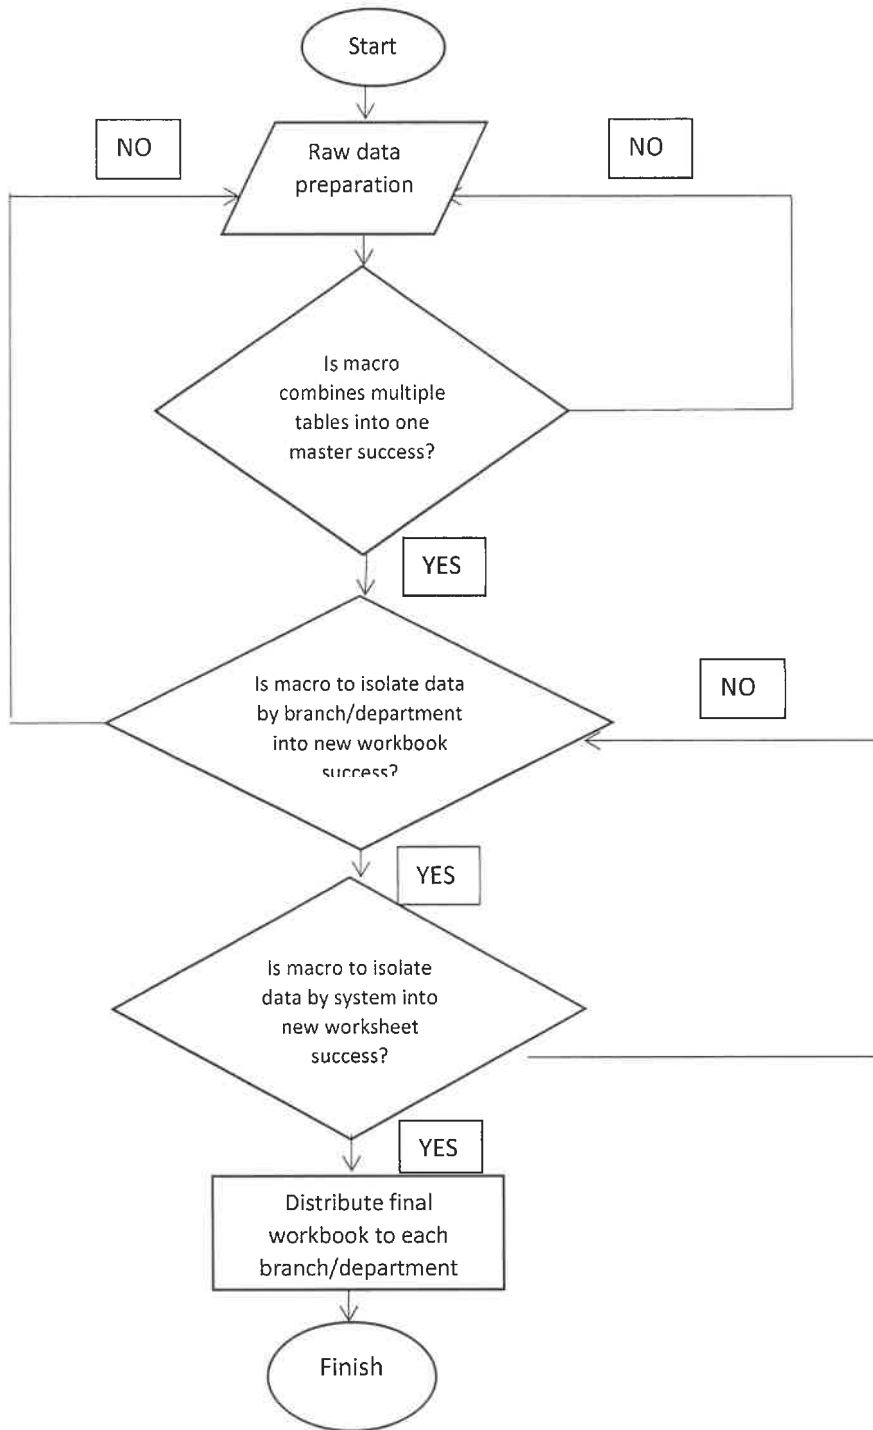 Start
NO
Raw data
preparation
NO
Is macro
combines multiple
tables into one
master success?
YES
Is macro to isolate data
by branch/department
into new workbook
success?
NO
YES
Is macro to isolate
data by system into
new worksheet
success?
YES
Distribute final
workbook to each
branch/department
Finish